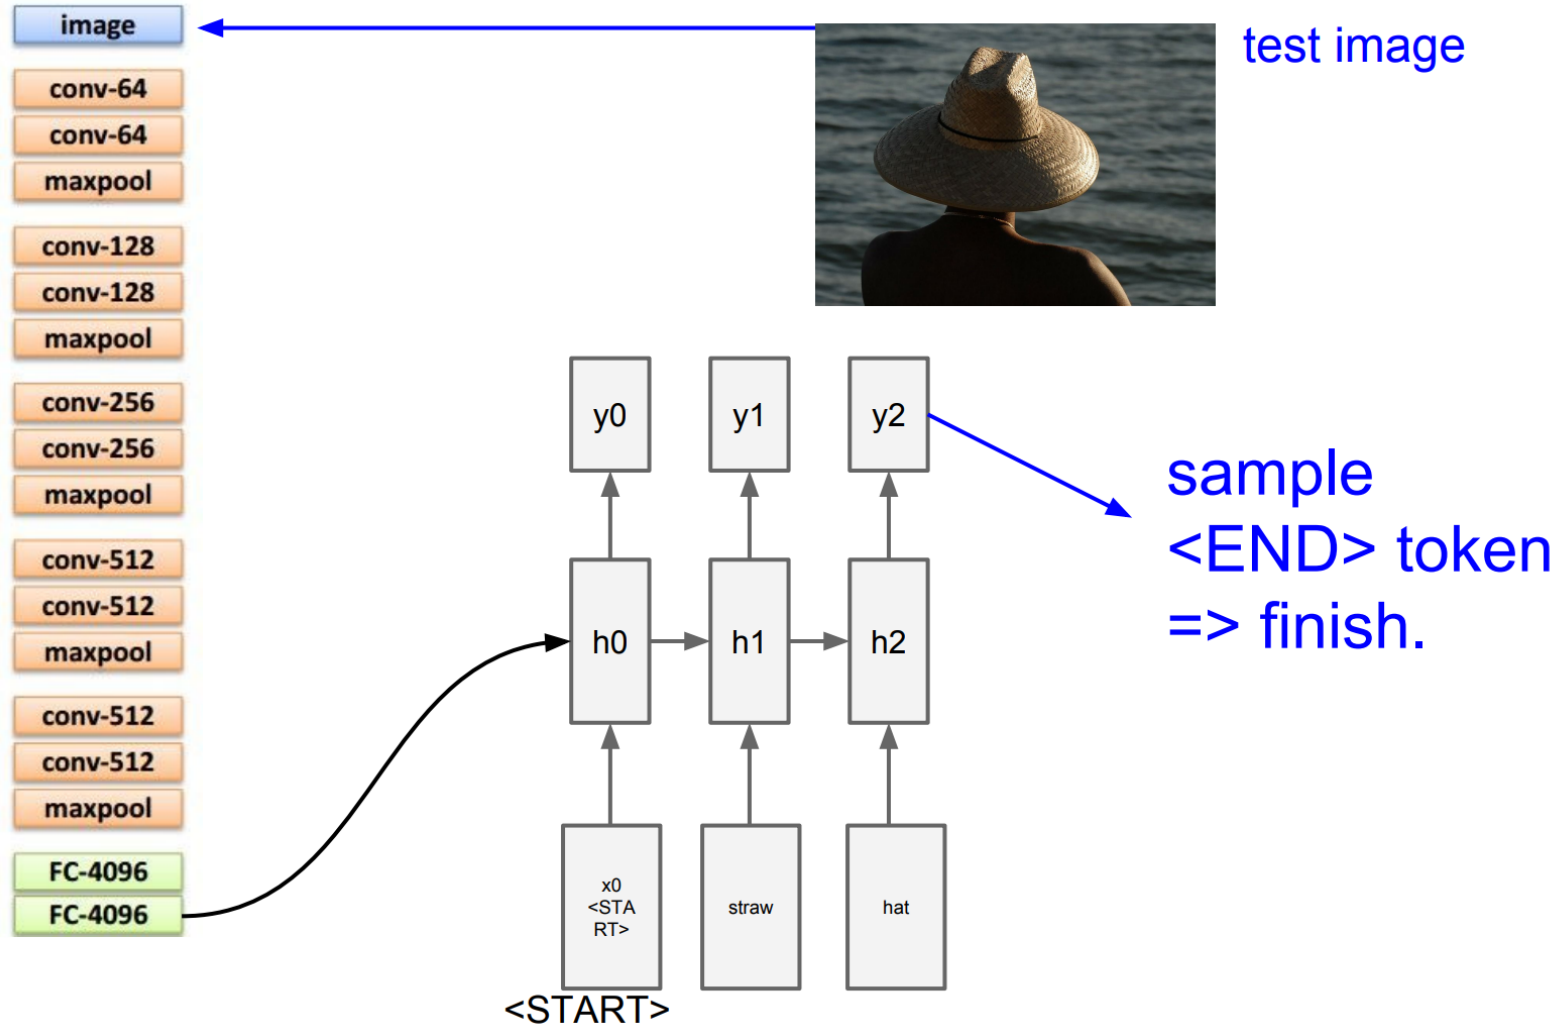 image
conv-64
conv-64
maxpool
conv-128
conv-128
maxpool
conv-256
conv-256
maxpool
conv-512
conv-512
maxpool
conv-512
conv-512
maxpool
FC-4096
FC-4096
test image
y0
y1
y2
sample
<END> token
=> finish.
h0
h1
h2
x0
<STA
RT>
straw
hat
<START>